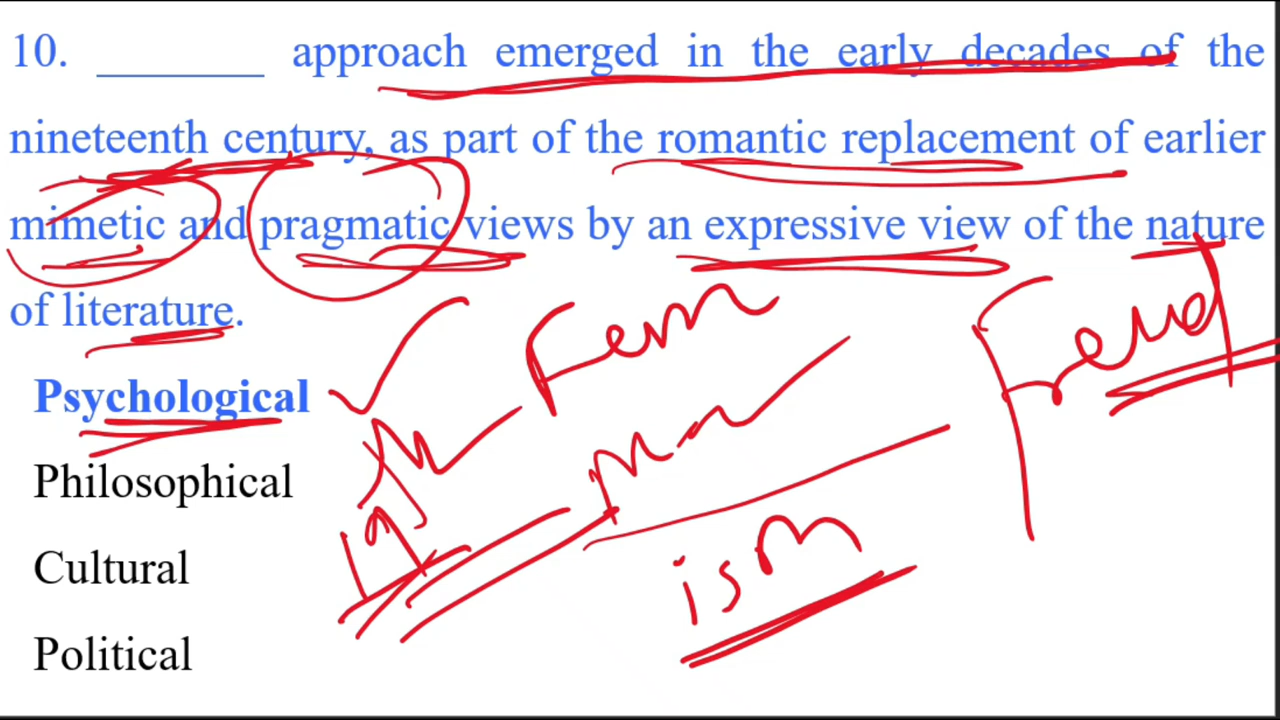 10. ________ approach emerged in the early decades of the
nineteenth century, as part of the romantic replacement of earlier
mimetic and pragmatic views by an expressive view of the nature
of literature.
Psychological
Philosophical
Cultural
Political
Fem
ism